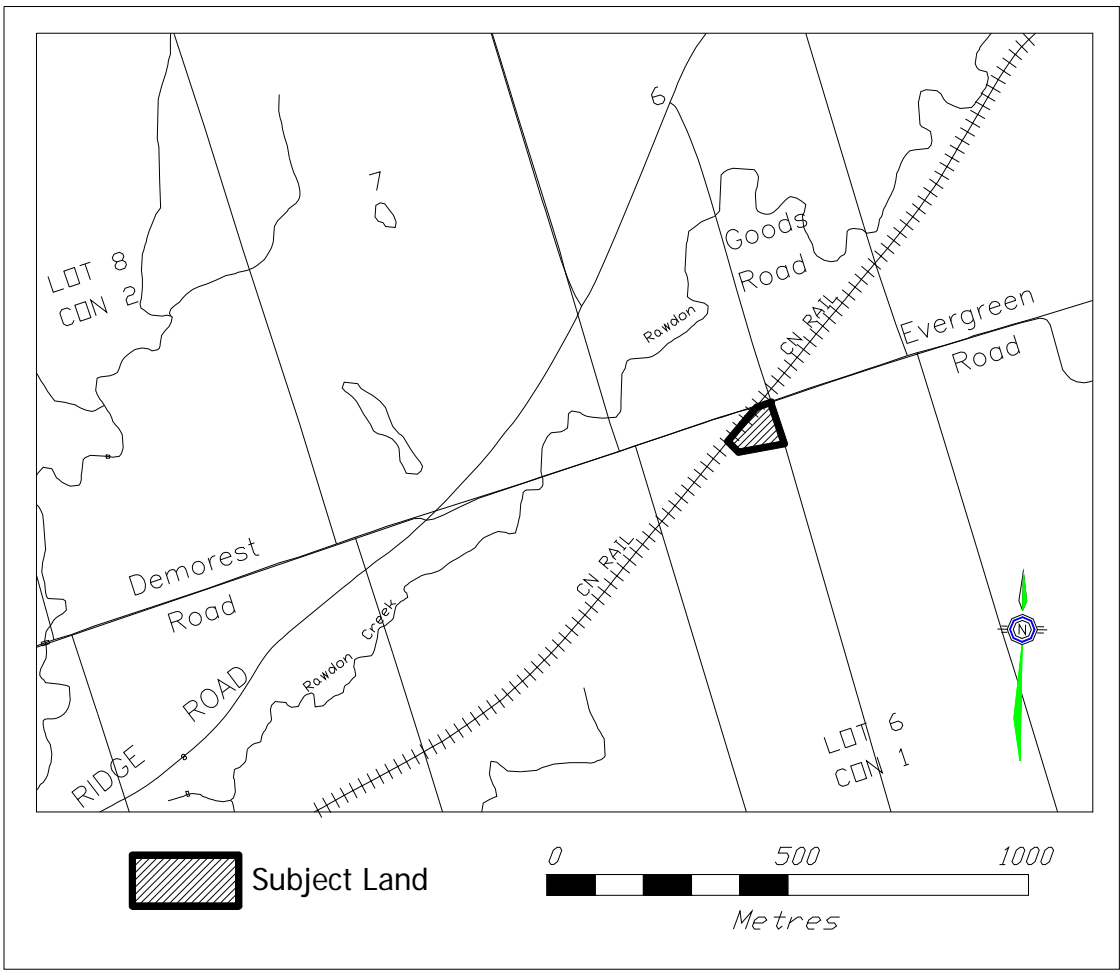 6
7
LOT 8
CON 2
Goods
Road
Rawdon
CN RAIL
Evergreen
Road
Demorest
Road
CN RAIL
Rawdon Creek
RIDGE ROAD
LOT 6
CON 1
N
Subject Land
0 500 1000
Metres